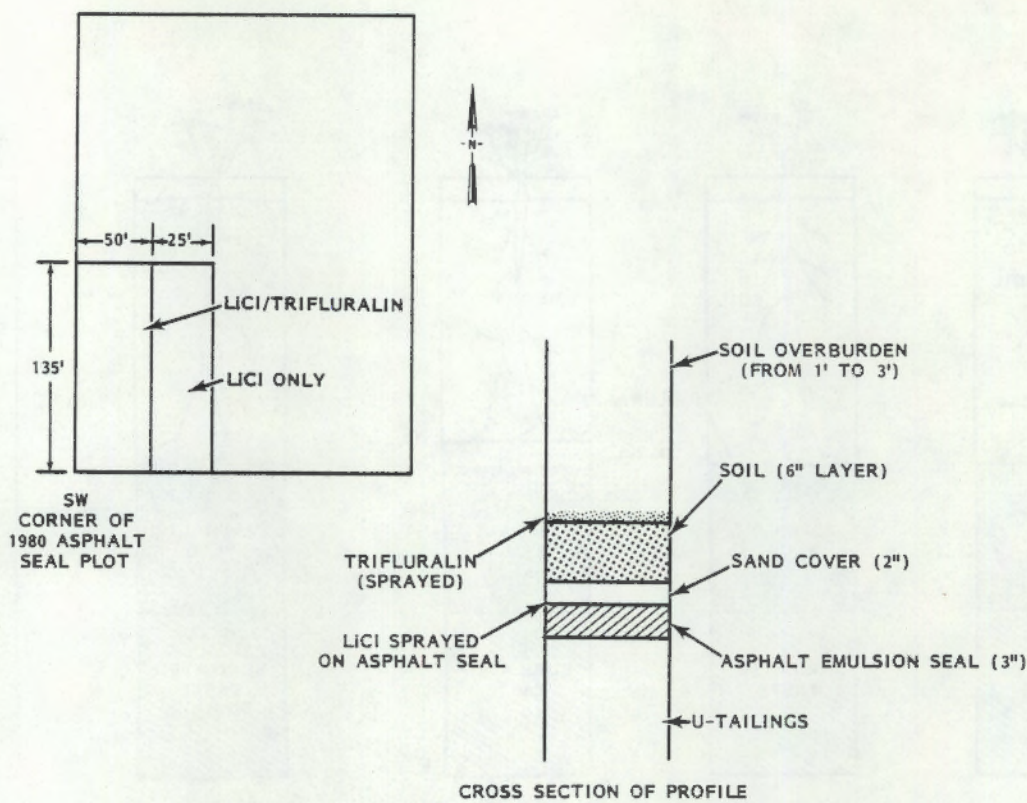 -N-
50'
25'
LiCl/TRIFLURALIN
135'
LiCl ONLY
SW
CORNER OF
1980 ASPHALT
SEAL PLOT
SOIL OVERBURDEN
(FROM 1' TO 3')
SOIL (6" LAYER)
TRIFLURALIN
(SPRAYED)
SAND COVER (2")
LiCl SPRAYED
ON ASPHALT SEAL
ASPHALT EMULSION SEAL (3")
U-TAILINGS
CROSS SECTION OF PROFILE